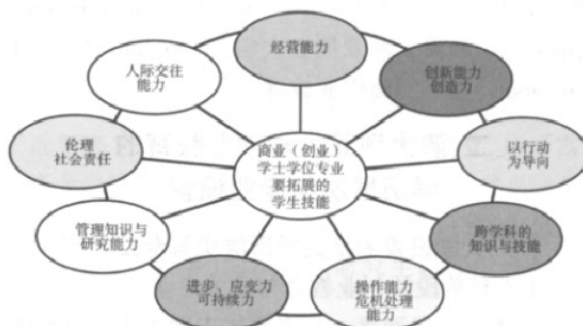 经营能力
创新能力
创造力
以行动
为导向
跨学科的
知识与技能
操作能力
危机处理
能力
进步、应变力
可持续力
管理知识与
研究能力
伦理
社会责任
人际交往
能力
商业（创业）
学士学位专业
要拓展的
学生技能